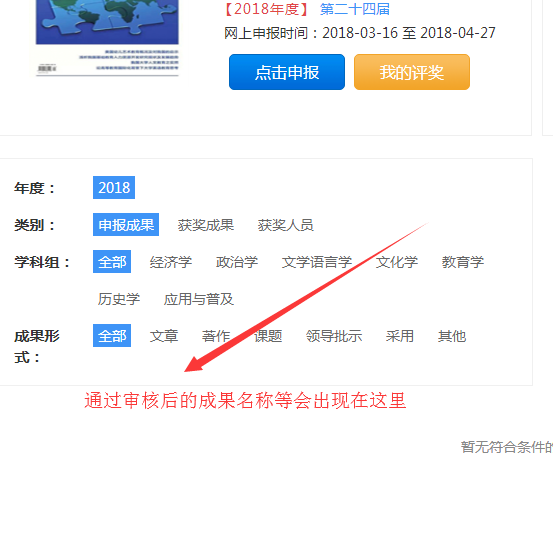 【2018年度】 第二十四届
网上申报时间：2018-03-16 至 2018-04-27
点击申报 我的评奖
年度： 2018
类别： 申报成果 获奖成果 获奖人员
学科组： 全部 经济学 政治学 文学语言学 文化学 教育学
历史学 应用与普及
成果形 全部 文章 著作 课题 领导批示 采用 其他
式：
通过审核后的成果名称等会出现在这里
暂无符合条件的